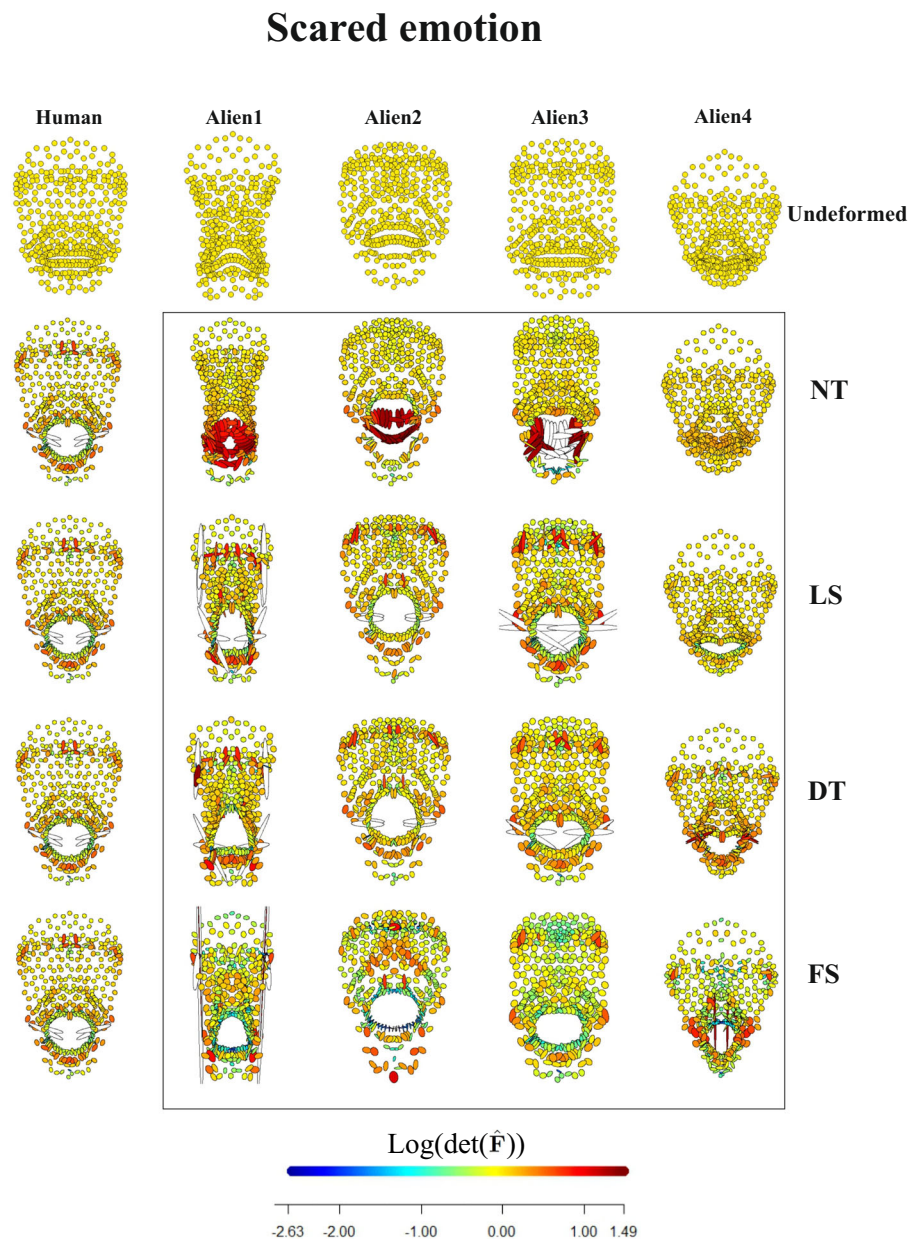 Scared emotion
Human Alien1 Alien2 Alien3 Alien4
Undeformed
NT
LS
DT
FS
Log(det(F̂))
-2.63 -2.00 -1.00 0.00 1.00 1.49